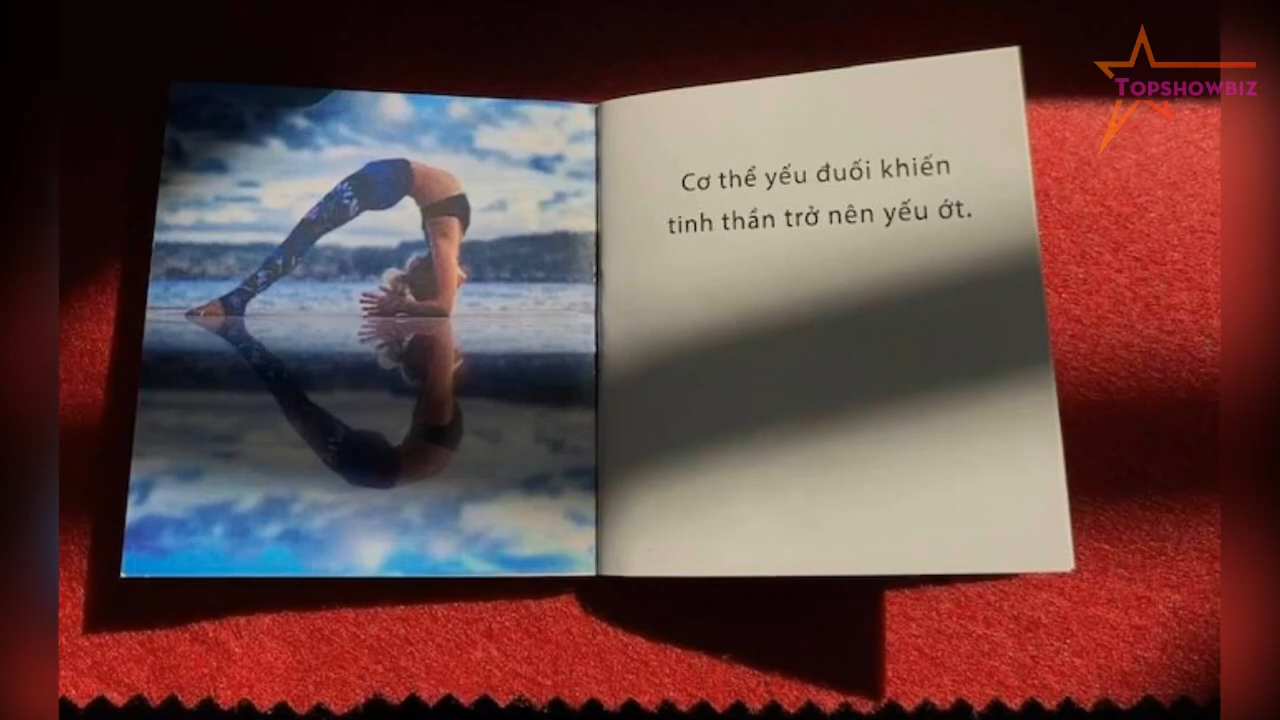 TOPSHOWBIZ
Cơ thể yếu đuối khiến
tinh thần trở nên yếu ớt.